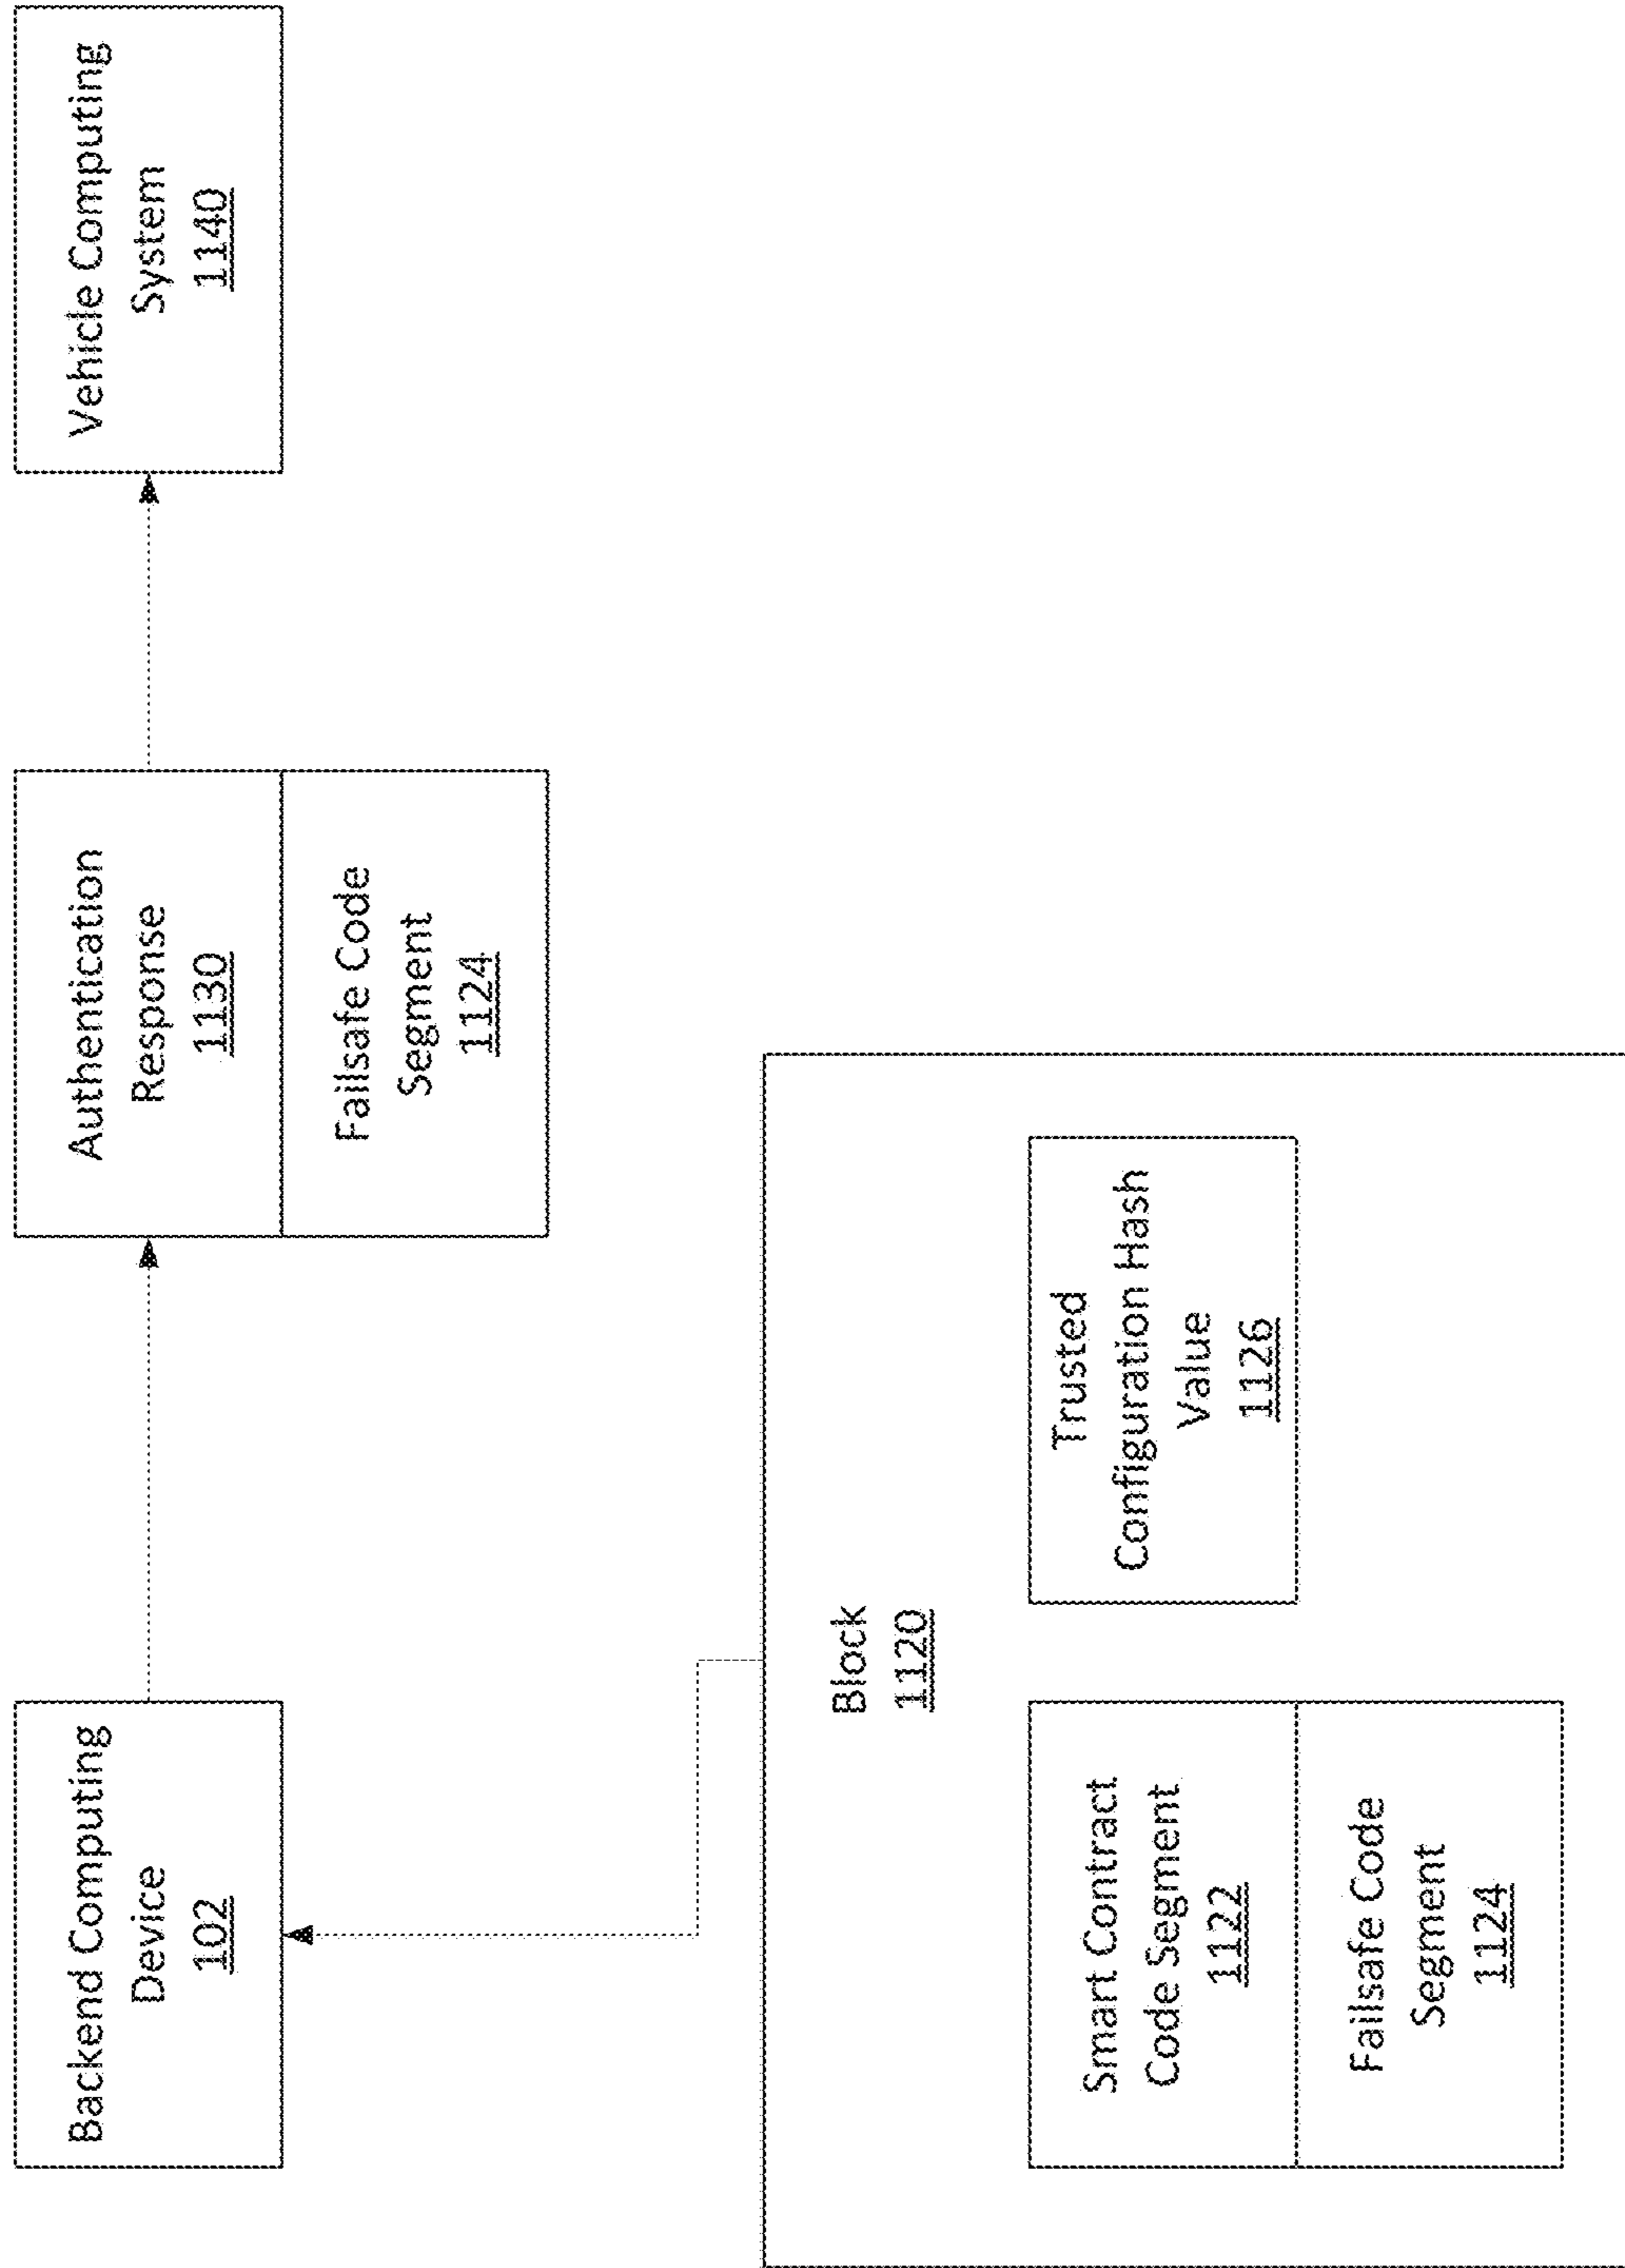 Backend Computing
Device
102
Authentication
Response
1130
Failsafe Code
Segment
1124
Vehicle Computing
System
1140
Block
1120
Smart Contract
Code Segment
1122
Failsafe Code
Segment
1124
Trusted
Configuration Hash
Value
1126